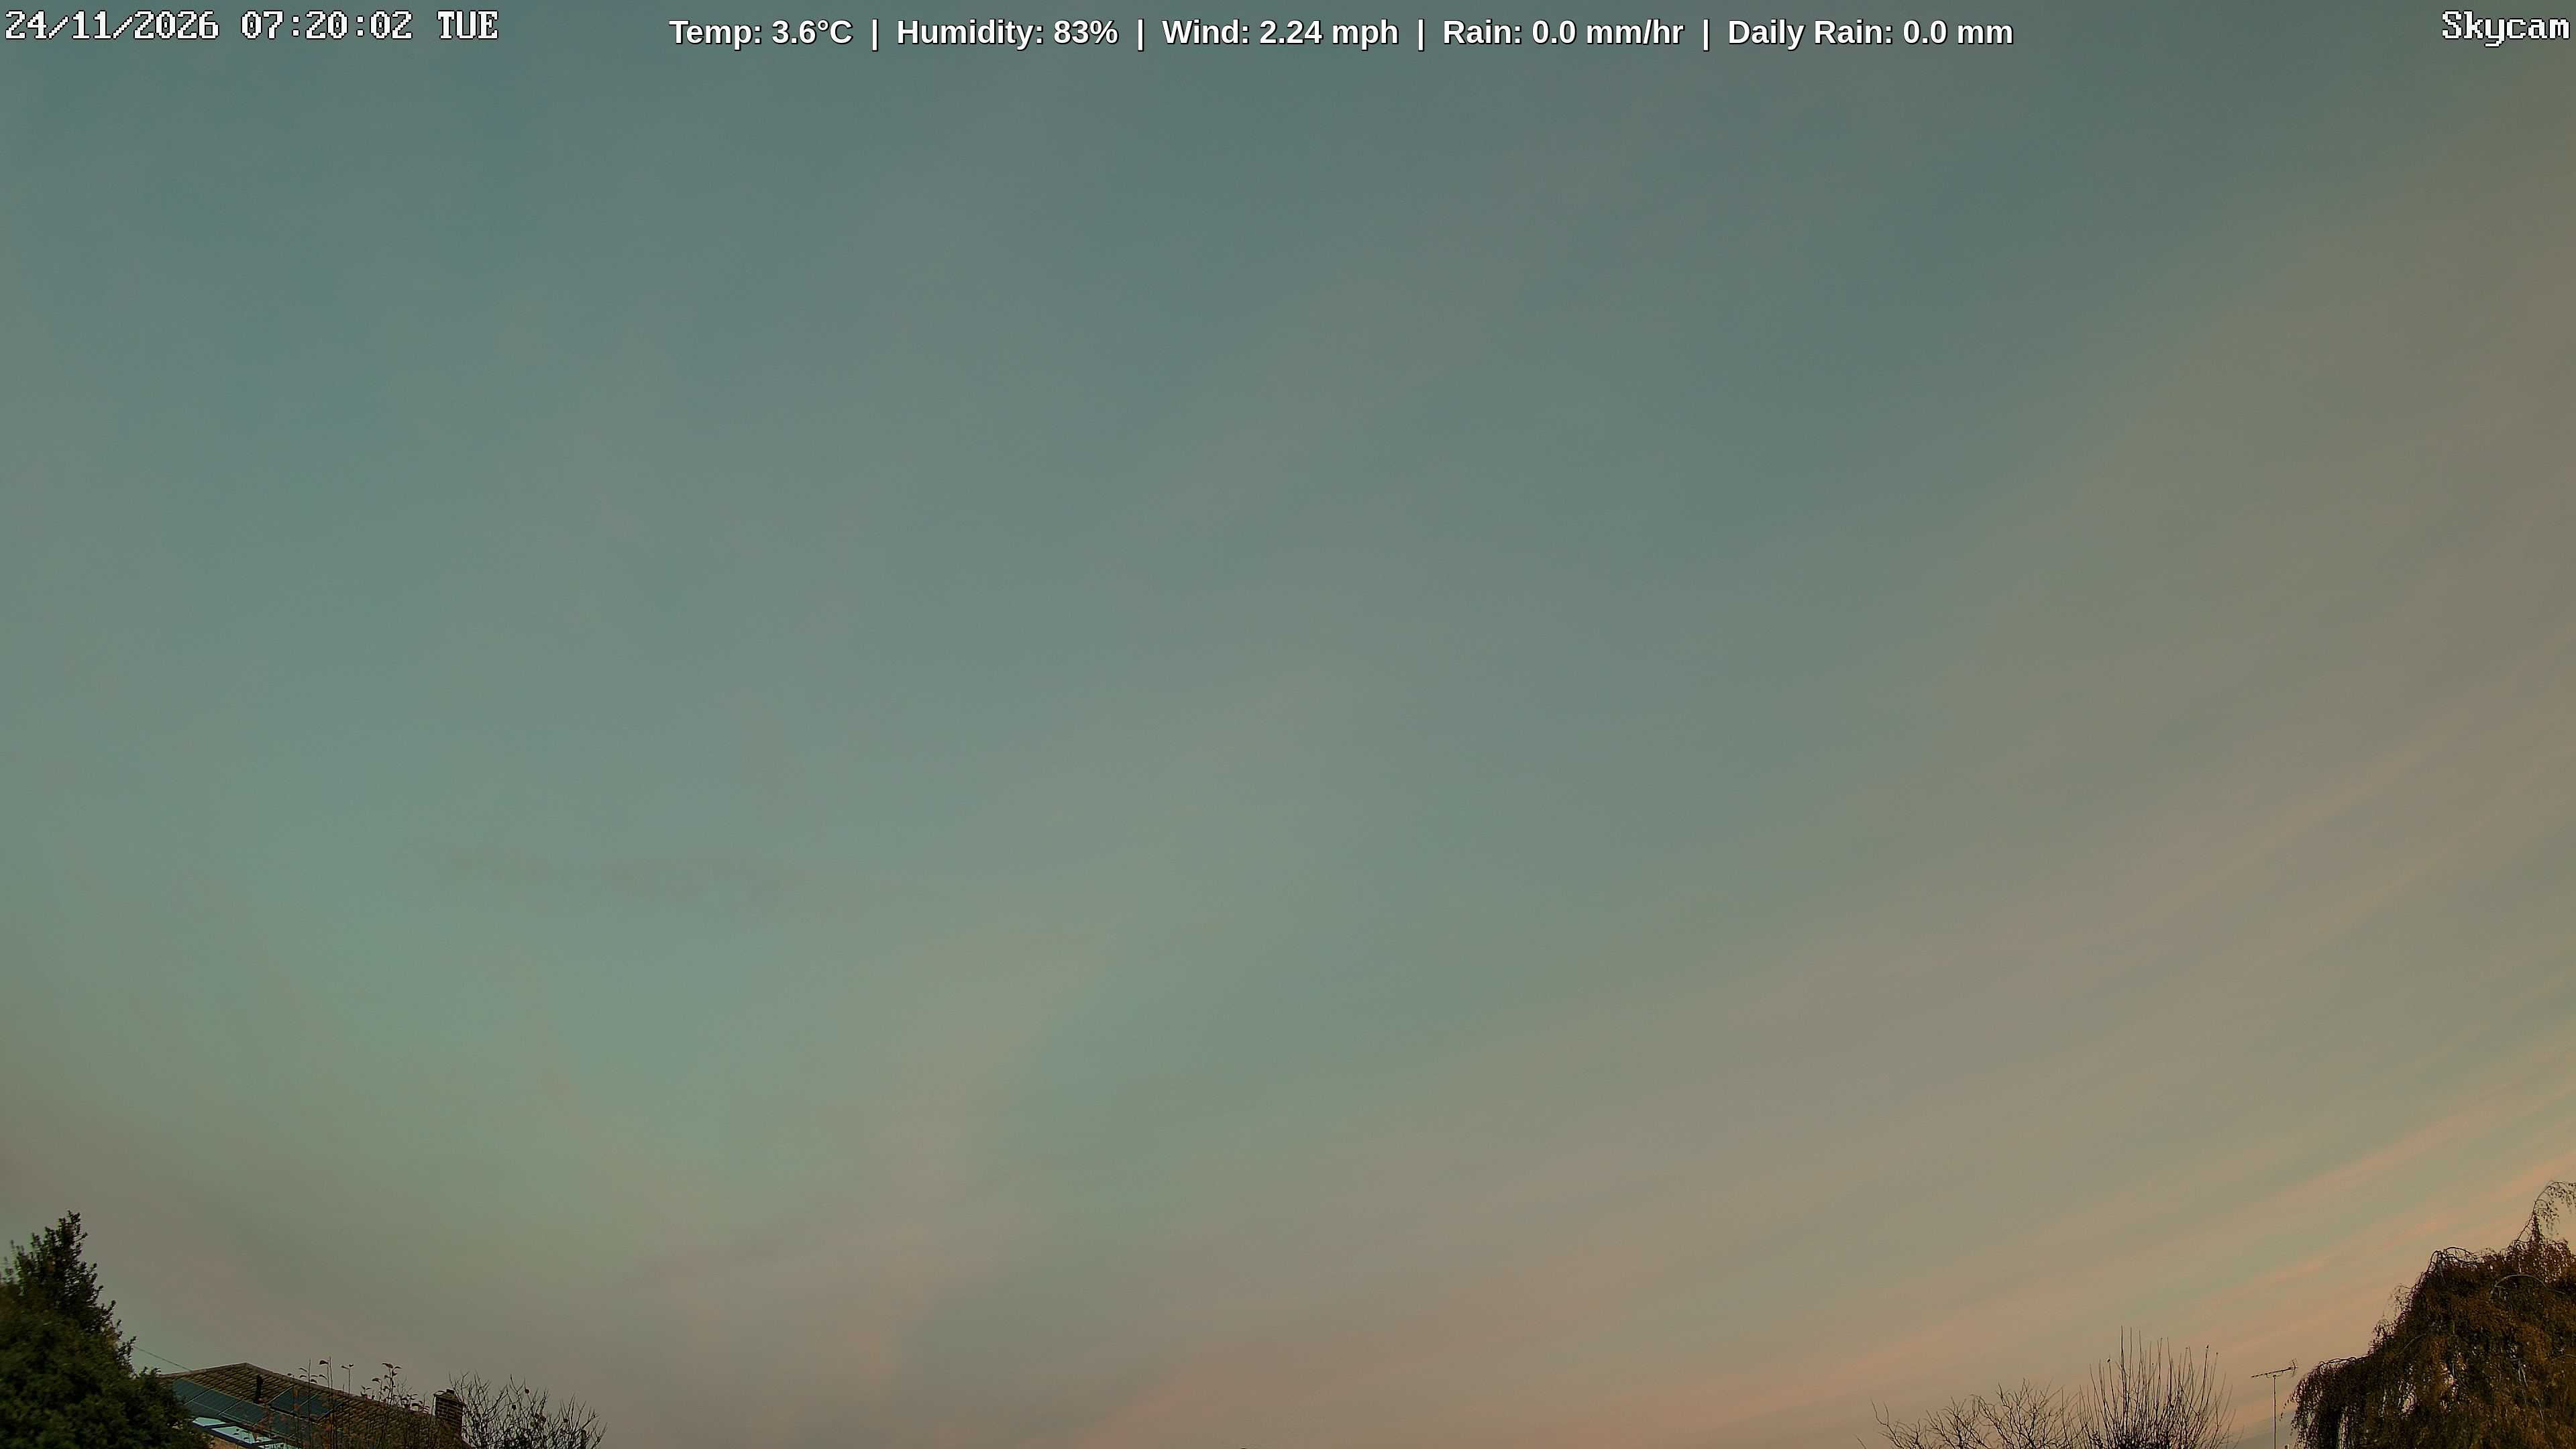 24/11/2026 07:20:02 TUE
Temp: 3.6°C | Humidity: 83% | Wind: 2.24 mph | Rain: 0.0 mm/hr | Daily Rain: 0.0 mm
Skycam